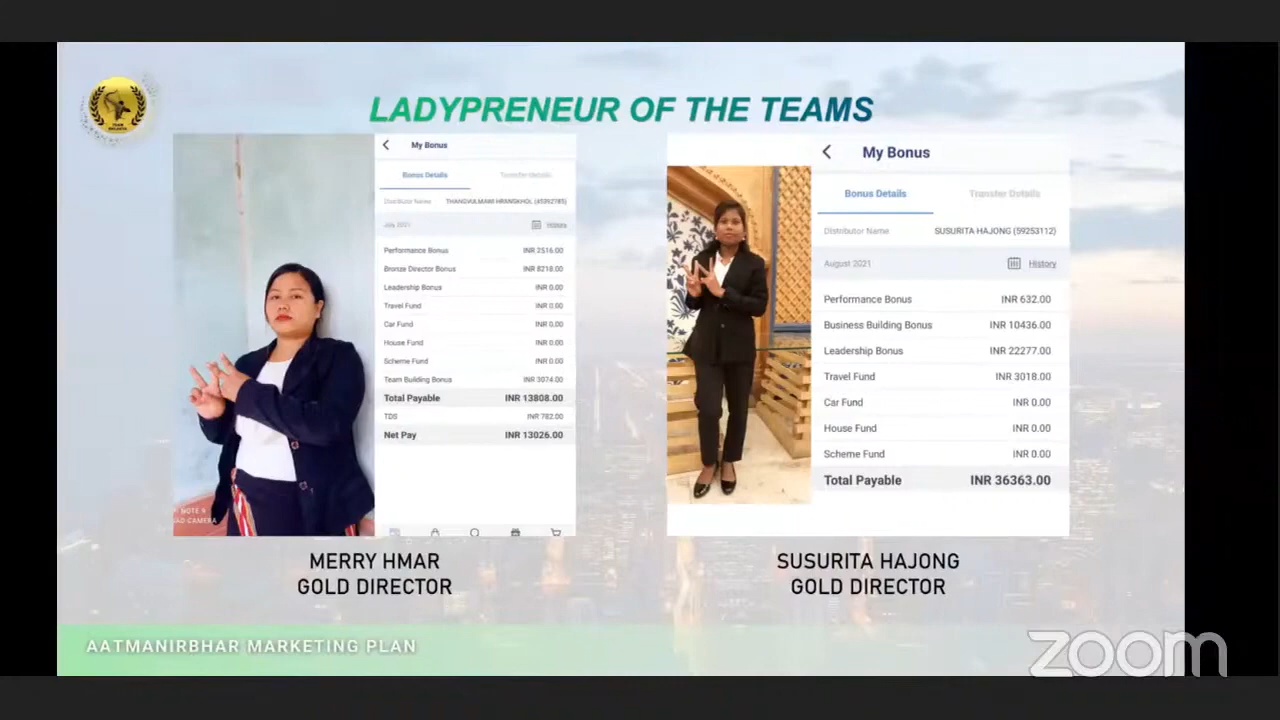 LADYPRENEUR OF THE TEAMS
My Bonus
Bonus Details Transfer Details
Distributor Name
July 2021 History
Performance Bonus INR 2516.00
Bronze Director Bonus INR 8218.00
Leadership Bonus INR 0.00
Travel Fund INR 0.00
Car Fund INR 0.00
House Fund INR 0.00
Scheme Fund INR 0.00
Team Building Bonus INR 3074.00
Total Payable INR 13808.00
TDS INR 782.00
Net Pay INR 13026.00
MERRY HMAR
GOLD DIRECTOR
My Bonus
Bonus Details Transfer Details
Distributor Name SUSURITA HAJONG (59253112)
August 2021 History
Performance Bonus INR 632.00
Business Building Bonus INR 10436.00
Leadership Bonus INR 22277.00
Travel Fund INR 3018.00
Car Fund INR 0.00
House Fund INR 0.00
Scheme Fund INR 0.00
Total Payable INR 36363.00
SUSURITA HAJONG
GOLD DIRECTOR
AATMANIRBHAR MARKETING PLAN
zoom